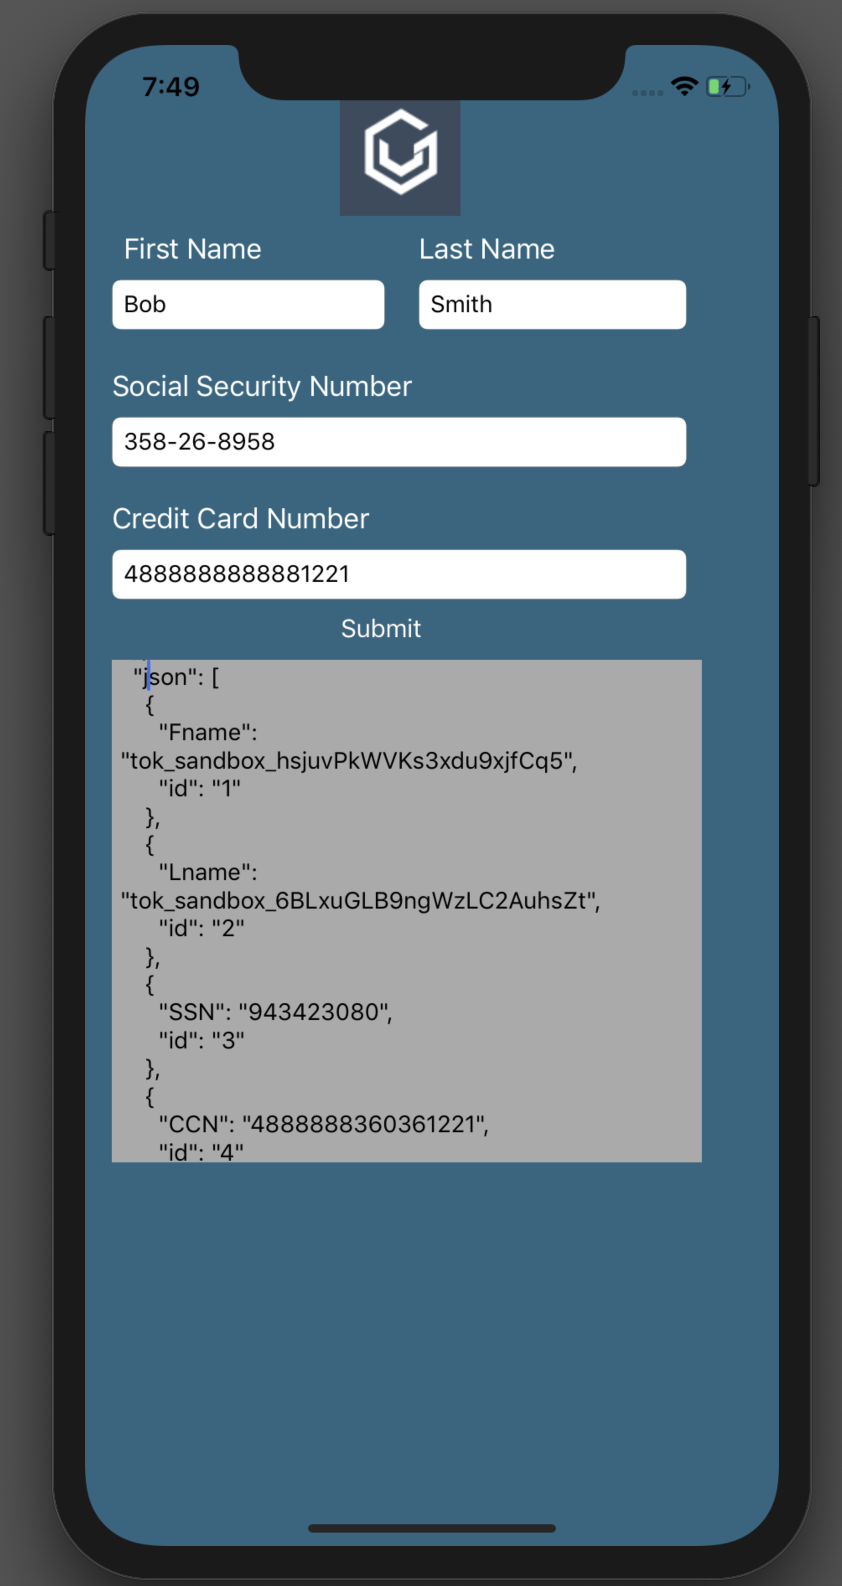 7:49
First Name Last Name
Bob Smith
Social Security Number
358-26-8958
Credit Card Number
4888888888881221
Submit
"json": [
{
"Fname":
"tok_sandbox_hsjuvPkWVKs3xdu9xjfCq5",
"id": "1"
},
{
"Lname":
"tok_sandbox_6BLxuGLB9ngWzLC2AuhsZt",
"id": "2"
},
{
"SSN": "943423080",
"id": "3"
},
{
"CCN": "4888888360361221",
"id": "4"